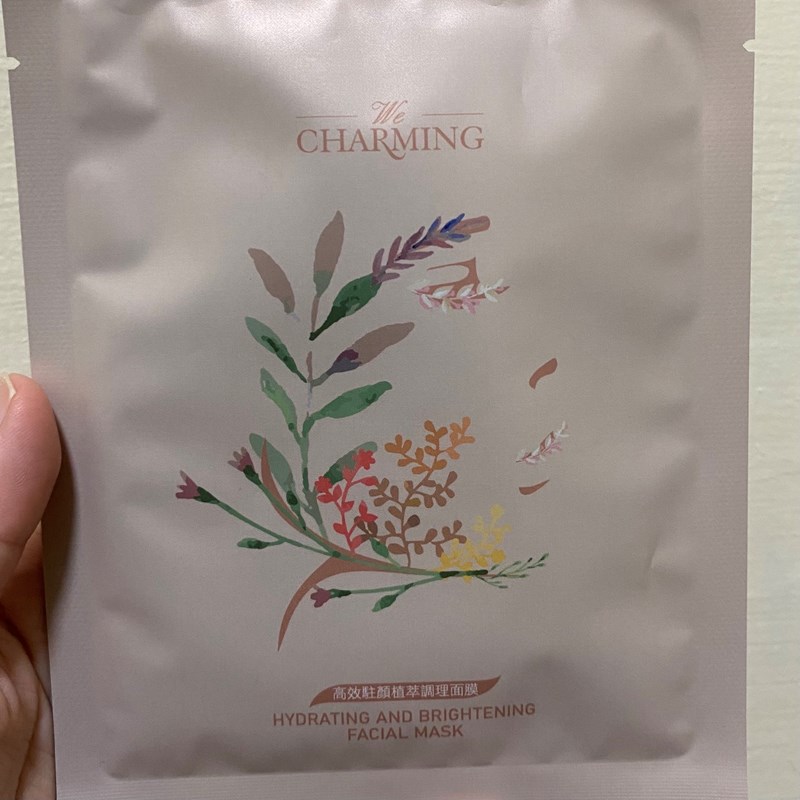 We
CHARMING
高效駐顏植萃調理面膜
HYDRATING AND BRIGHTENING
FACIAL MASK